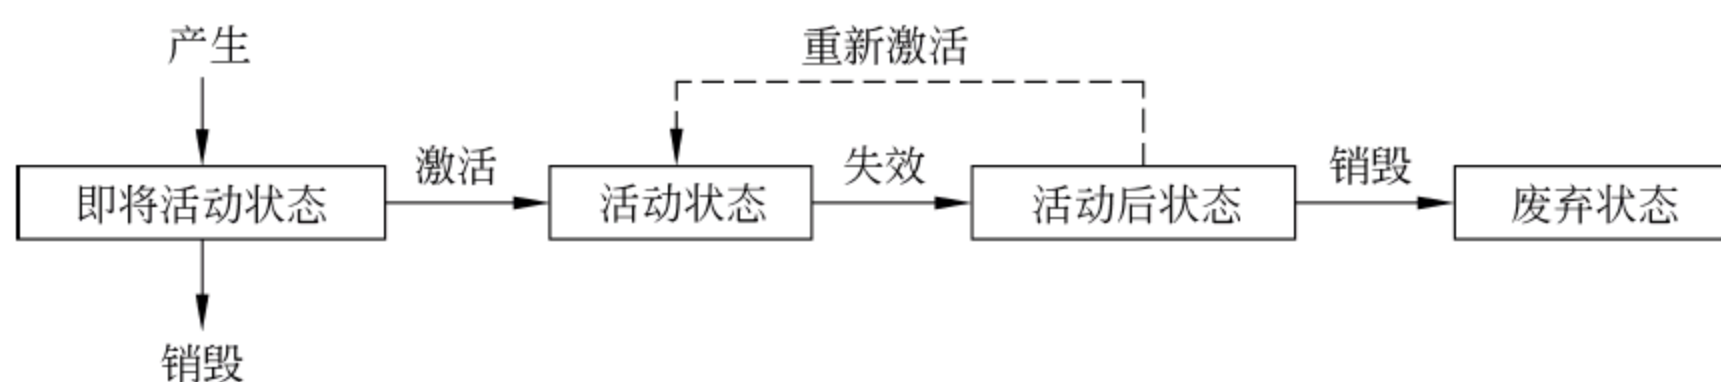 产生
重新激活
激活
失效
销毁
即将活动状态
活动状态
活动后状态
废弃状态
销毁